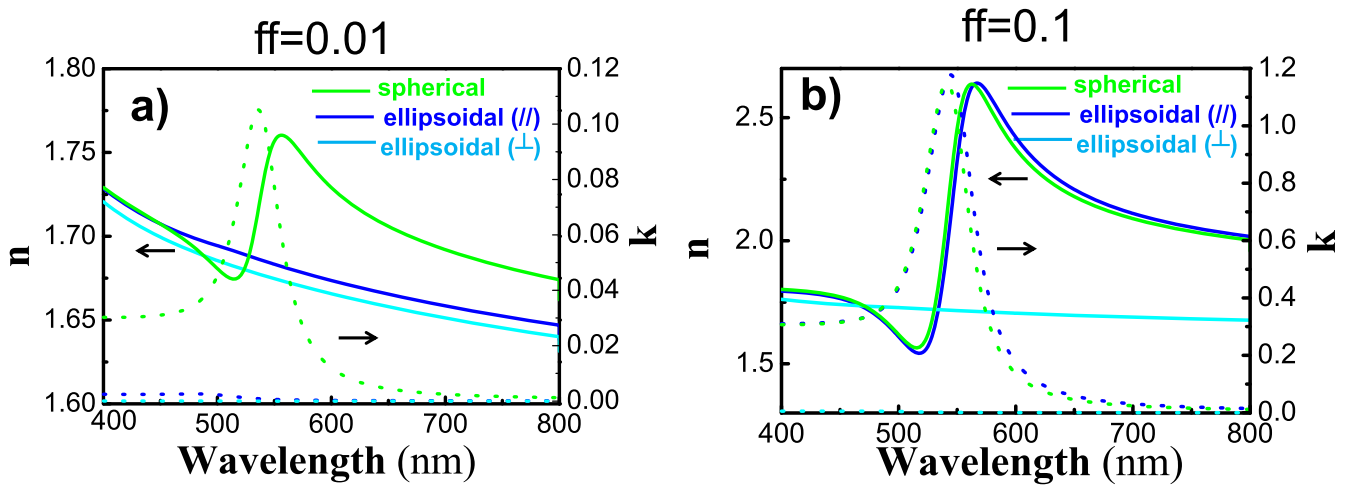 ff=0.01
a)
spherical
ellipsoidal (//)
ellipsoidal (⊥)
1.80
1.75
1.70
1.65
1.60
n
0.12
0.10
0.08
0.06
0.04
0.02
0.00
k
400 500 600 700 800
Wavelength (nm)
ff=0.1
b)
spherical
ellipsoidal (//)
ellipsoidal (⊥)
2.5
2.0
1.5
n
1.2
1.0
0.8
0.6
0.4
0.2
0.0
k
400 500 600 700 800
Wavelength (nm)